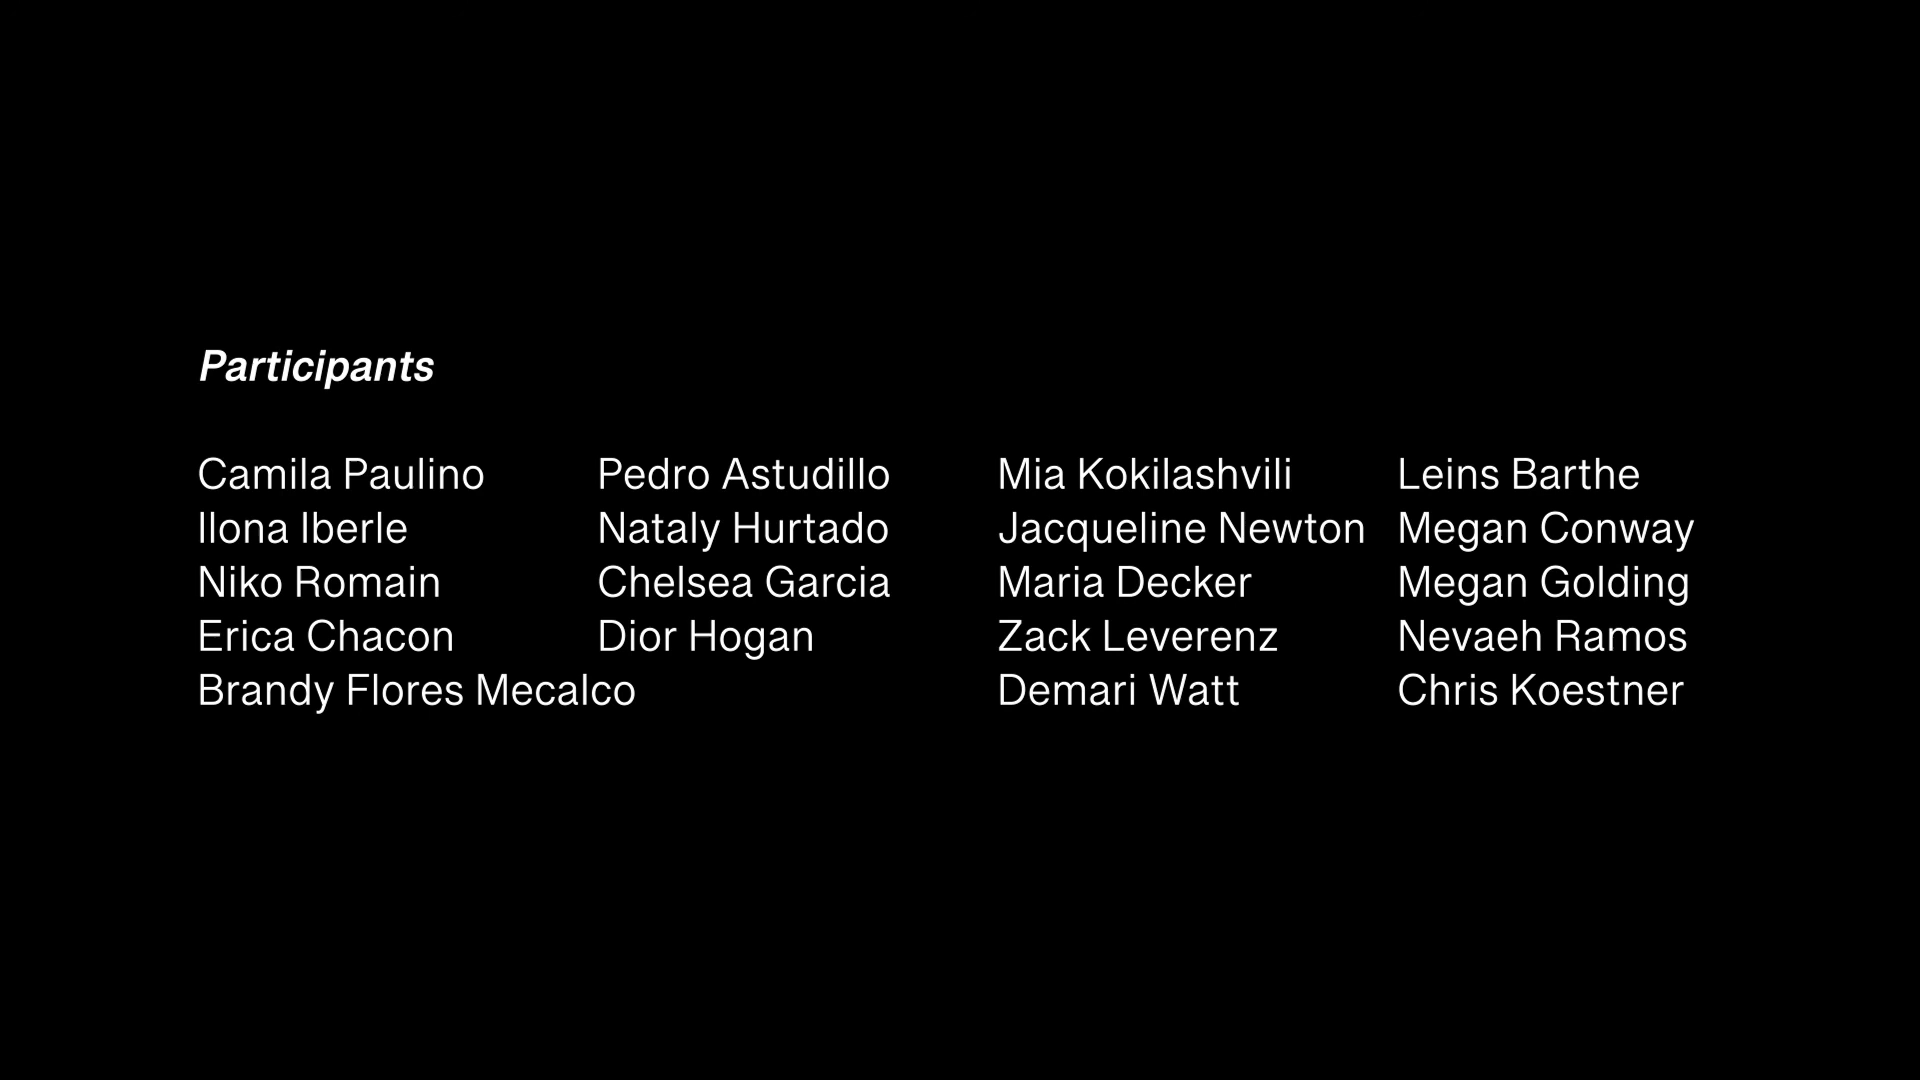 Participants
Camila Paulino
Ilona Iberle
Niko Romain
Erica Chacon
Brandy Flores Mecalco
Pedro Astudillo
Nataly Hurtado
Chelsea Garcia
Dior Hogan
Mia Kokilashvili
Jacqueline Newton
Maria Decker
Zack Leverenz
Demari Watt
Leins Barthe
Megan Conway
Megan Golding
Nevaeh Ramos
Chris Koestner